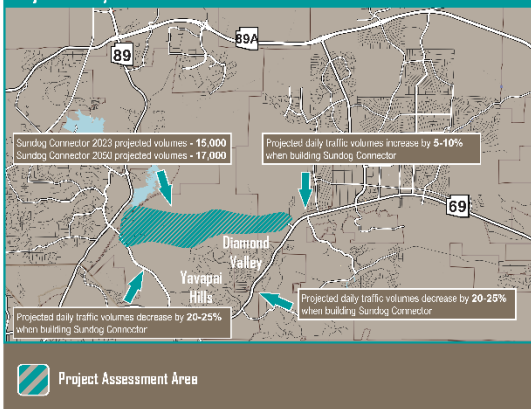 89A
89
Sundog Connector 2023 projected volumes - 15,000
Sundog Connector 2050 projected volumes - 17,000
Projected daily traffic volumes increase by 5-10%
when building Sundog Connector
69
Diamond
Valley
Yavapai
Hills
Projected daily traffic volumes decrease by 20-25%
when building Sundog Connector
Projected daily traffic volumes decrease by 20-25%
when building Sundog Connector
Project Assessment Area